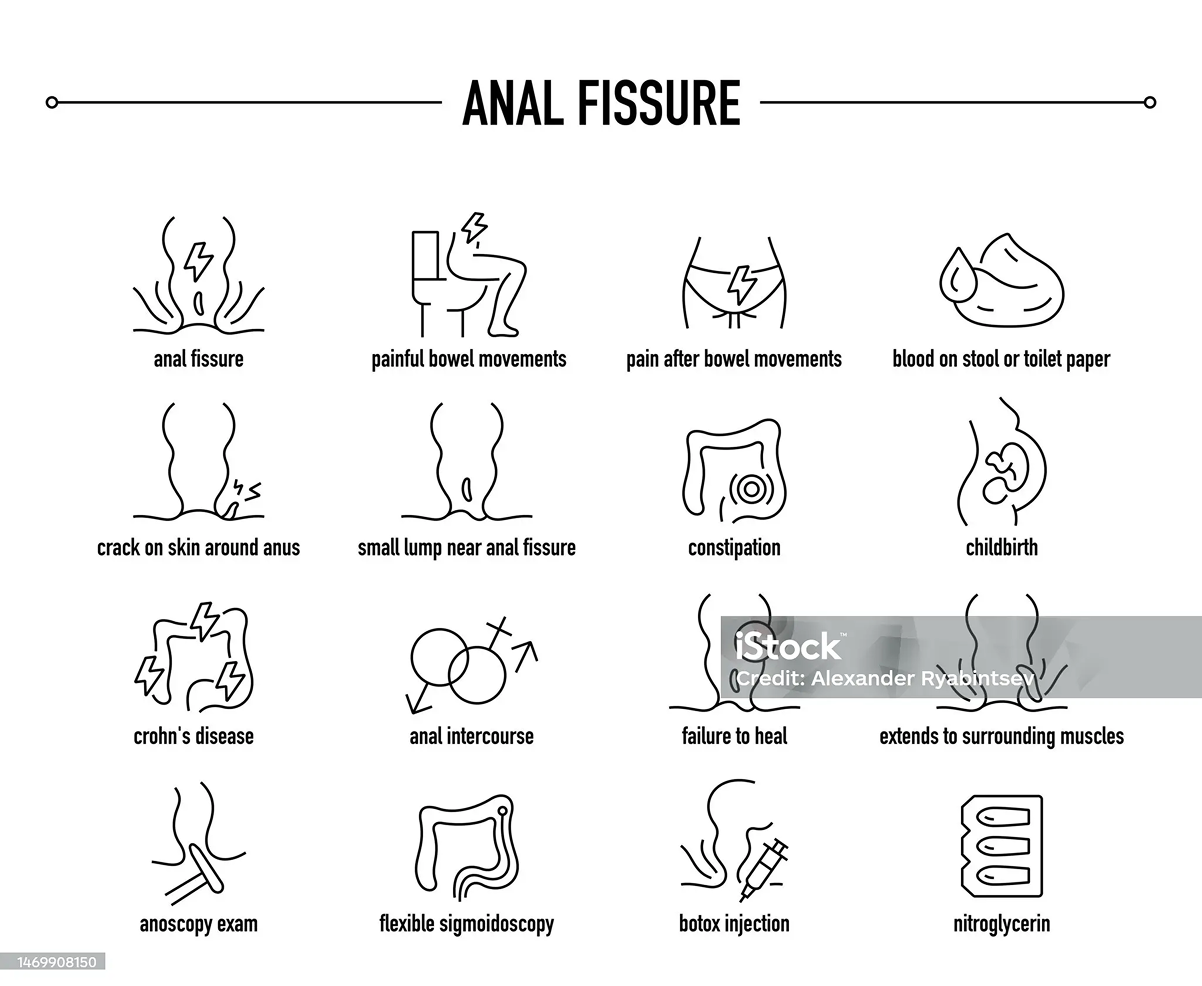 ANAL FISSURE
anal fissure
painful bowel movements
pain after bowel movements
blood on stool or toilet paper
crack on skin around anus
small lump near anal fissure
constipation
childbirth
crohn's disease
anal intercourse
failure to heal
extends to surrounding muscles
iStock™
Credit: Alexander Ryabintsev
anoscopy exam
flexible sigmoidoscopy
botox injection
nitroglycerin
1469908150